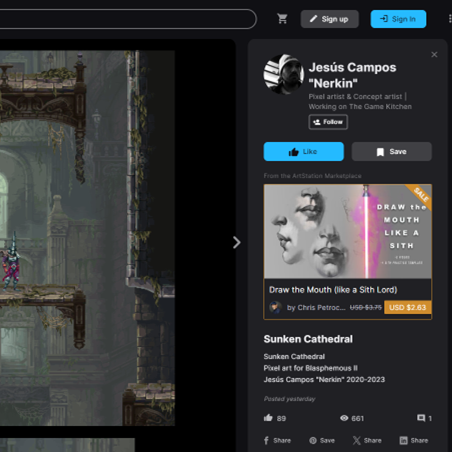 Sign up
Sign in
Jesús Campos
"Nerkin"
Pixel artist & Concept artist |
Working on The Game Kitchen
Follow
Like
Save
From the ArtStation Marketplace
SALE
DRAW the
MOUTH
LIKE A
SITH
Draw the Mouth (like a Sith Lord)
by Chris Petroc... USD $3.75 USD $2.63
Sunken Cathedral
Sunken Cathedral
Pixel art for Blasphemous II
Jesús Campos "Nerkin" 2020-2023
Posted yesterday
89 661 1
Share Save Share Share